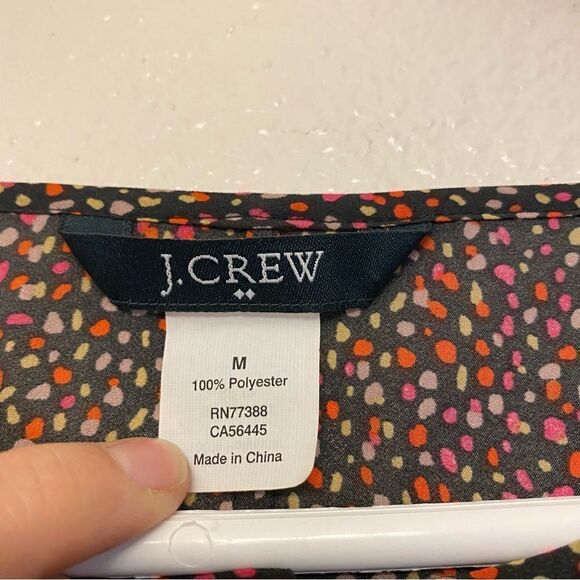 J.CREW
M
100% Polyester
RN77388
CA56445
Made in China